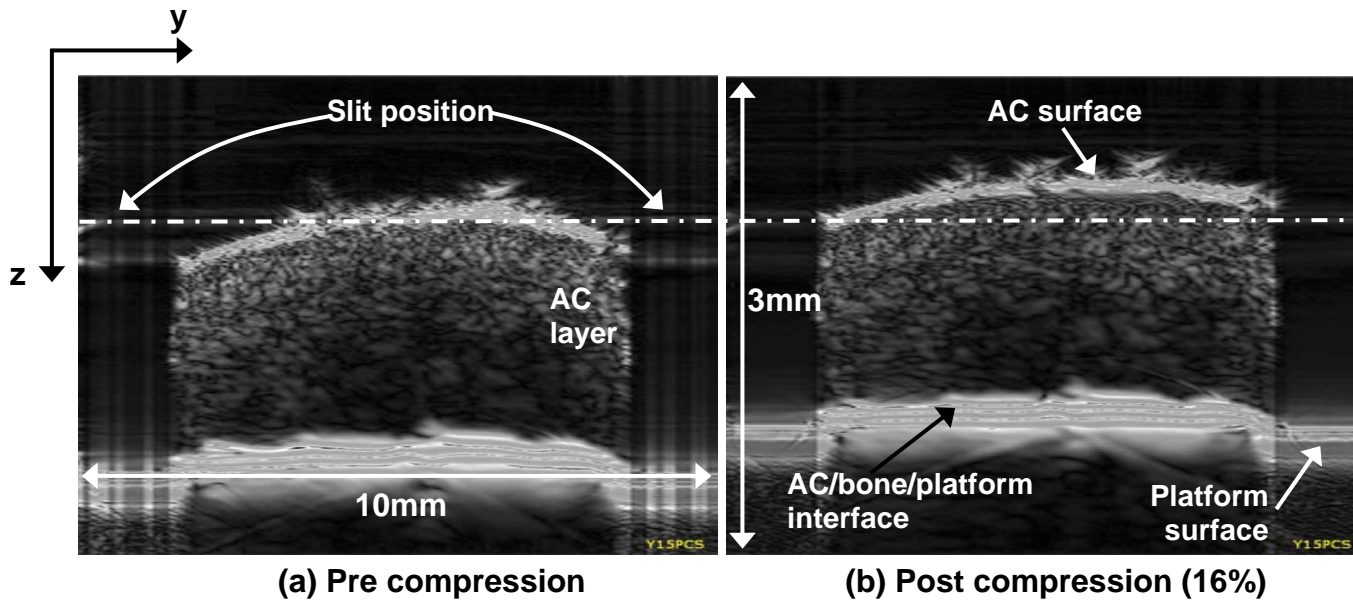 y
z
Slit position
AC
layer
10mm
Y15PCS
(a) Pre compression
AC surface
3mm
AC/bone/platform
interface
Platform
surface
Y15PCS
(b) Post compression (16%)